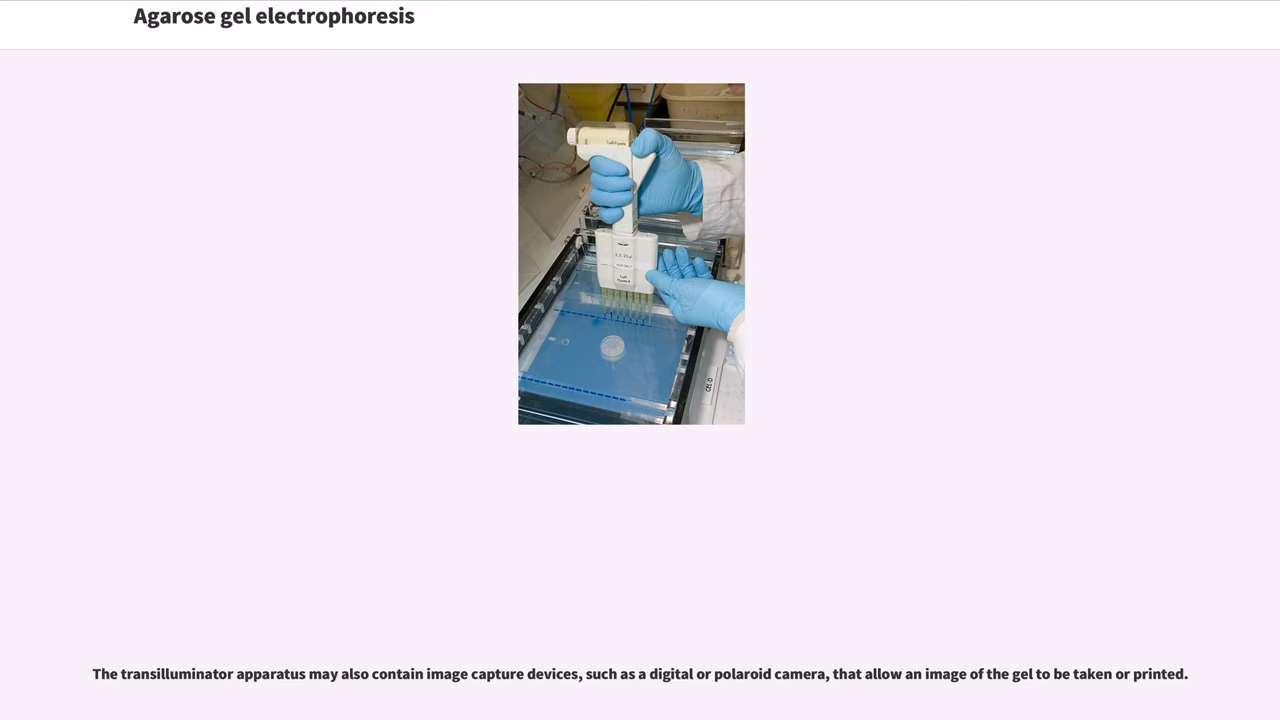 Agarose gel electrophoresis
GEL-D
The transilluminator apparatus may also contain image capture devices, such as a digital or polaroid camera, that allow an image of the gel to be taken or printed.